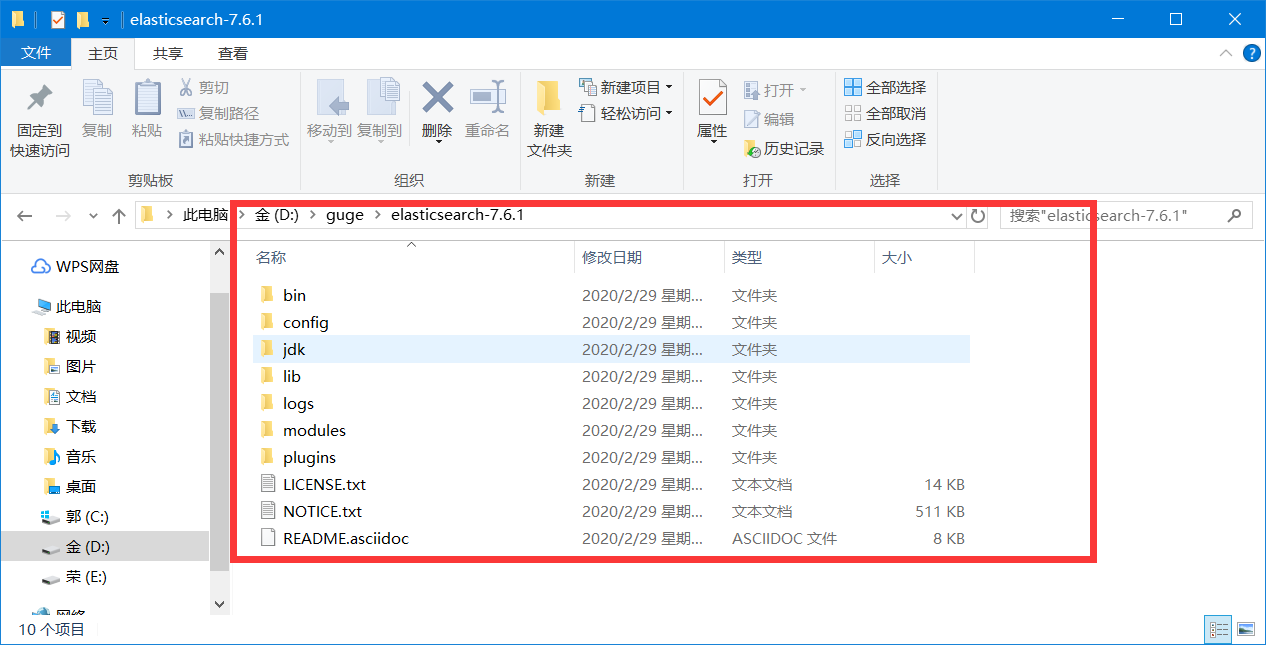 elasticsearch-7.6.1
文件 主页 共享 查看
固定到快速访问
复制
粘贴
剪切
复制路径
粘贴快捷方式
剪贴板
移动到
复制到
删除
重命名
组织
新建文件夹
新建项目
轻松访问
新建
属性
打开
编辑
历史记录
打开
全部选择
全部取消
反向选择
选择
此电脑 金 (D:) guge elasticsearch-7.6.1
搜索"elasticsearch-7.6.1"
WPS网盘
此电脑
视频
图片
文档
下载
音乐
桌面
郭 (C:)
金 (D:)
荣 (E:)
网络
名称 修改日期 类型 大小
bin 2020/2/29 星期... 文件夹
config 2020/2/29 星期... 文件夹
jdk 2020/2/29 星期... 文件夹
lib 2020/2/29 星期... 文件夹
logs 2020/2/29 星期... 文件夹
modules 2020/2/29 星期... 文件夹
plugins 2020/2/29 星期... 文件夹
LICENSE.txt 2020/2/29 星期... 文本文档 14 KB
NOTICE.txt 2020/2/29 星期... 文本文档 511 KB
README.asciidoc 2020/2/29 星期... ASCIIDOC 文件 8 KB
10 个项目